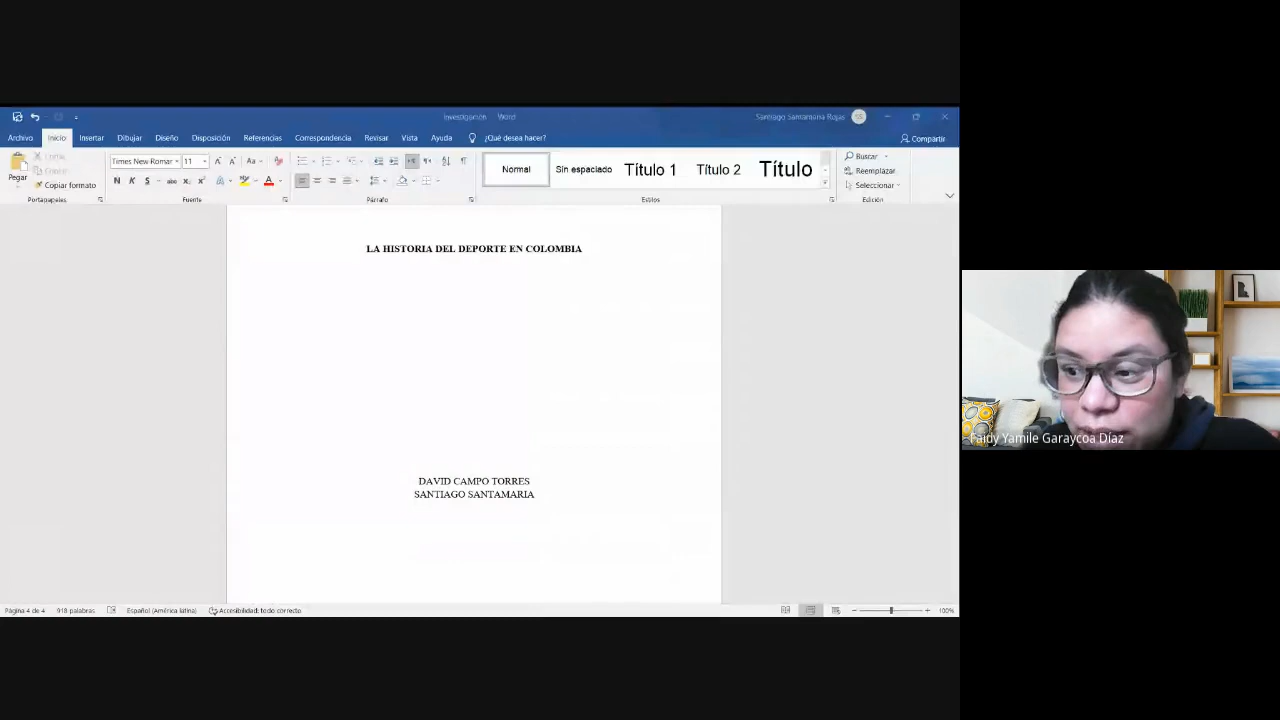 Investigación Word
Santiago Santamaria Rojas
Archivo Inicio Insertar Dibujar Diseño Disposición Referencias Correspondencia Revisar Vista Ayuda ¿Qué desea hacer? Compartir
Pegar
Copiar formato
Portapapeles
Times New Roman 11
Fuente
Párrafo
Normal Sin espaciado Título 1 Título 2 Título
Estilos
Buscar
Reemplazar
Seleccionar
Edición
LA HISTORIA DEL DEPORTE EN COLOMBIA
DAVID CAMPO TORRES
SANTIAGO SANTAMARIA
Página 4 de 4 918 palabras Español (América latina) Accesibilidad: todo correcto 100%
Faidy Yamile Garaycoa Díaz